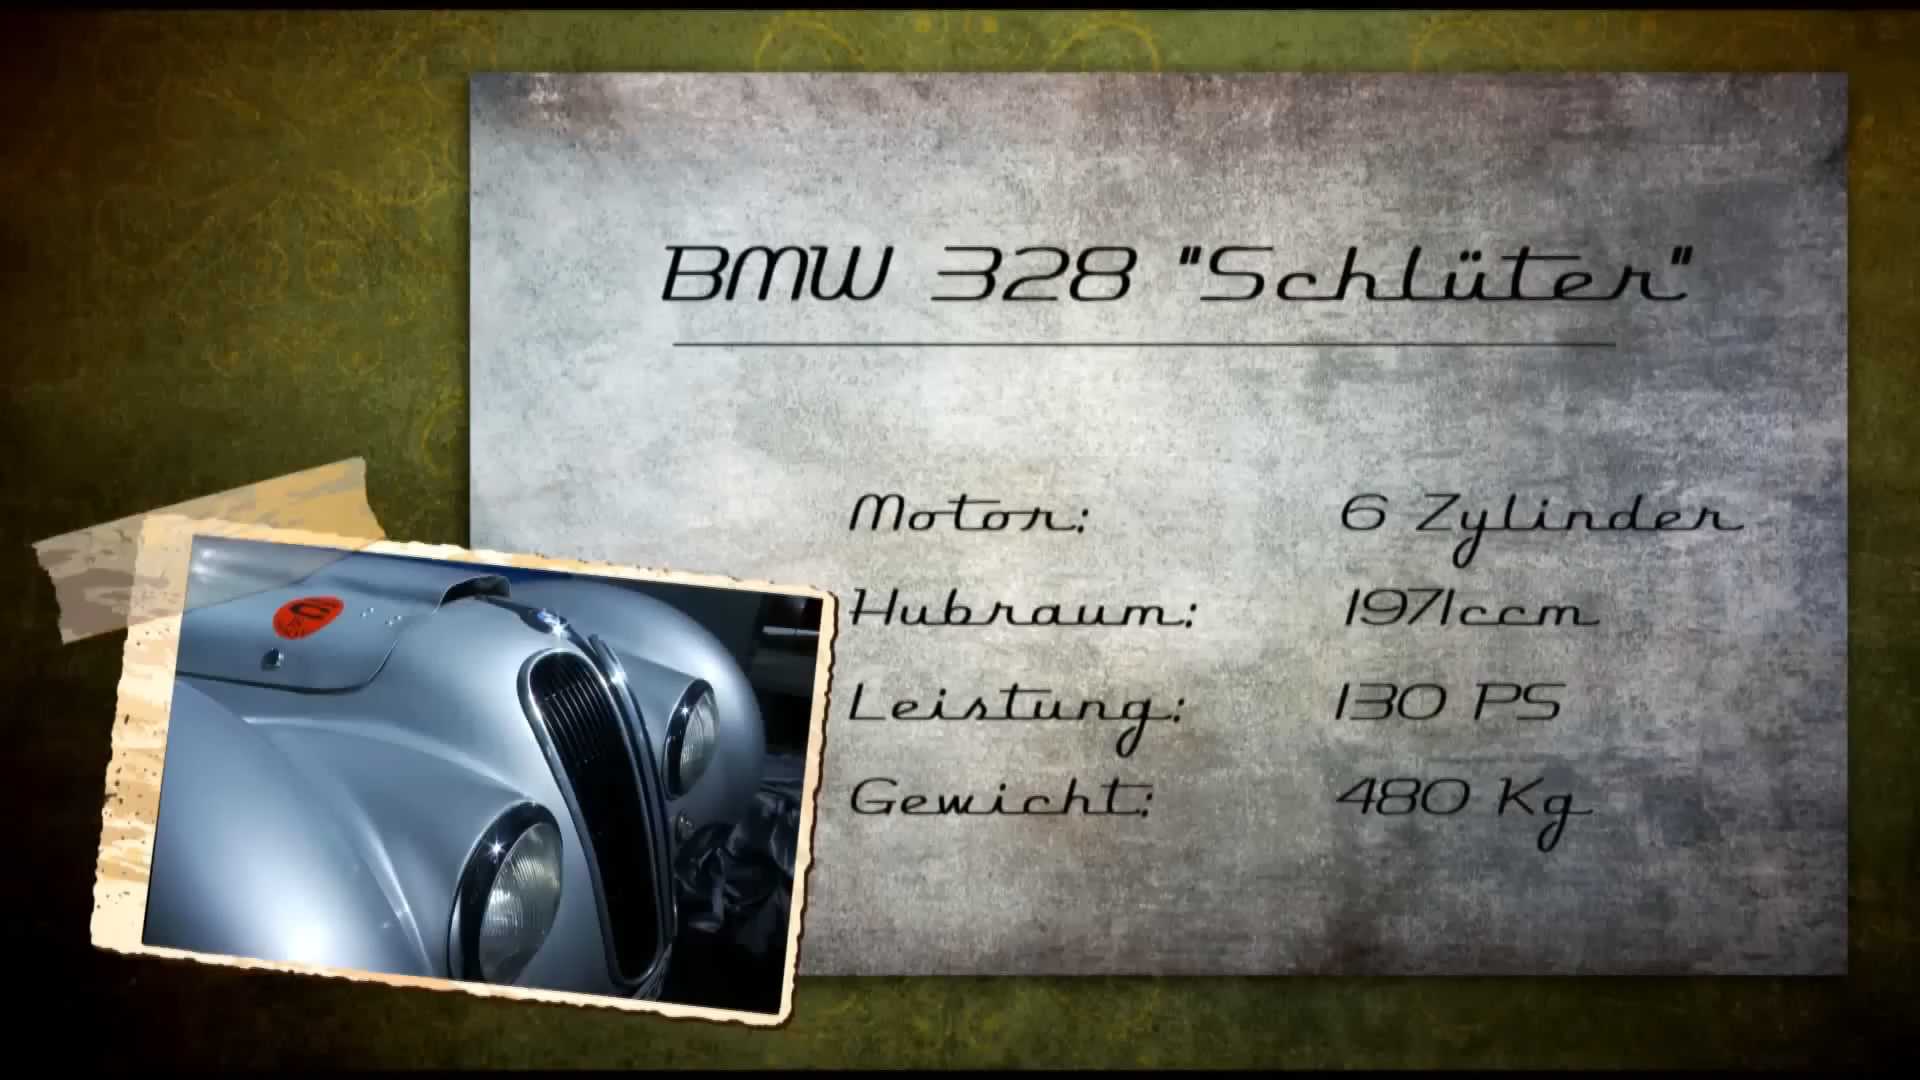 BMW 328 "Schlüter"
Motor: 6 Zylinder
Hubraum: 1971ccm
Leistung: 130 PS
Gewicht: 480 Kg